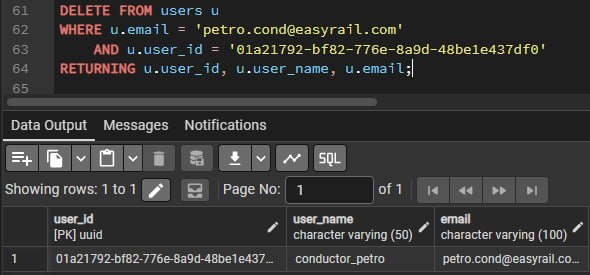 61 DELETE FROM users u
62 WHERE u.email = 'petro.cond@easyrail.com'
63 AND u.user_id = '01a21792-bf82-776e-8a9d-48be1e437df0'
64 RETURNING u.user_id, u.user_name, u.email;
65
Data Output Messages Notifications
SQL
Showing rows: 1 to 1 Page No: 1 of 1
user_id user_name email
[PK] uuid character varying (50) character varying (100)
1 01a21792-bf82-776e-8a9d-48be1e437... conductor_petro petro.cond@easyrail.co...